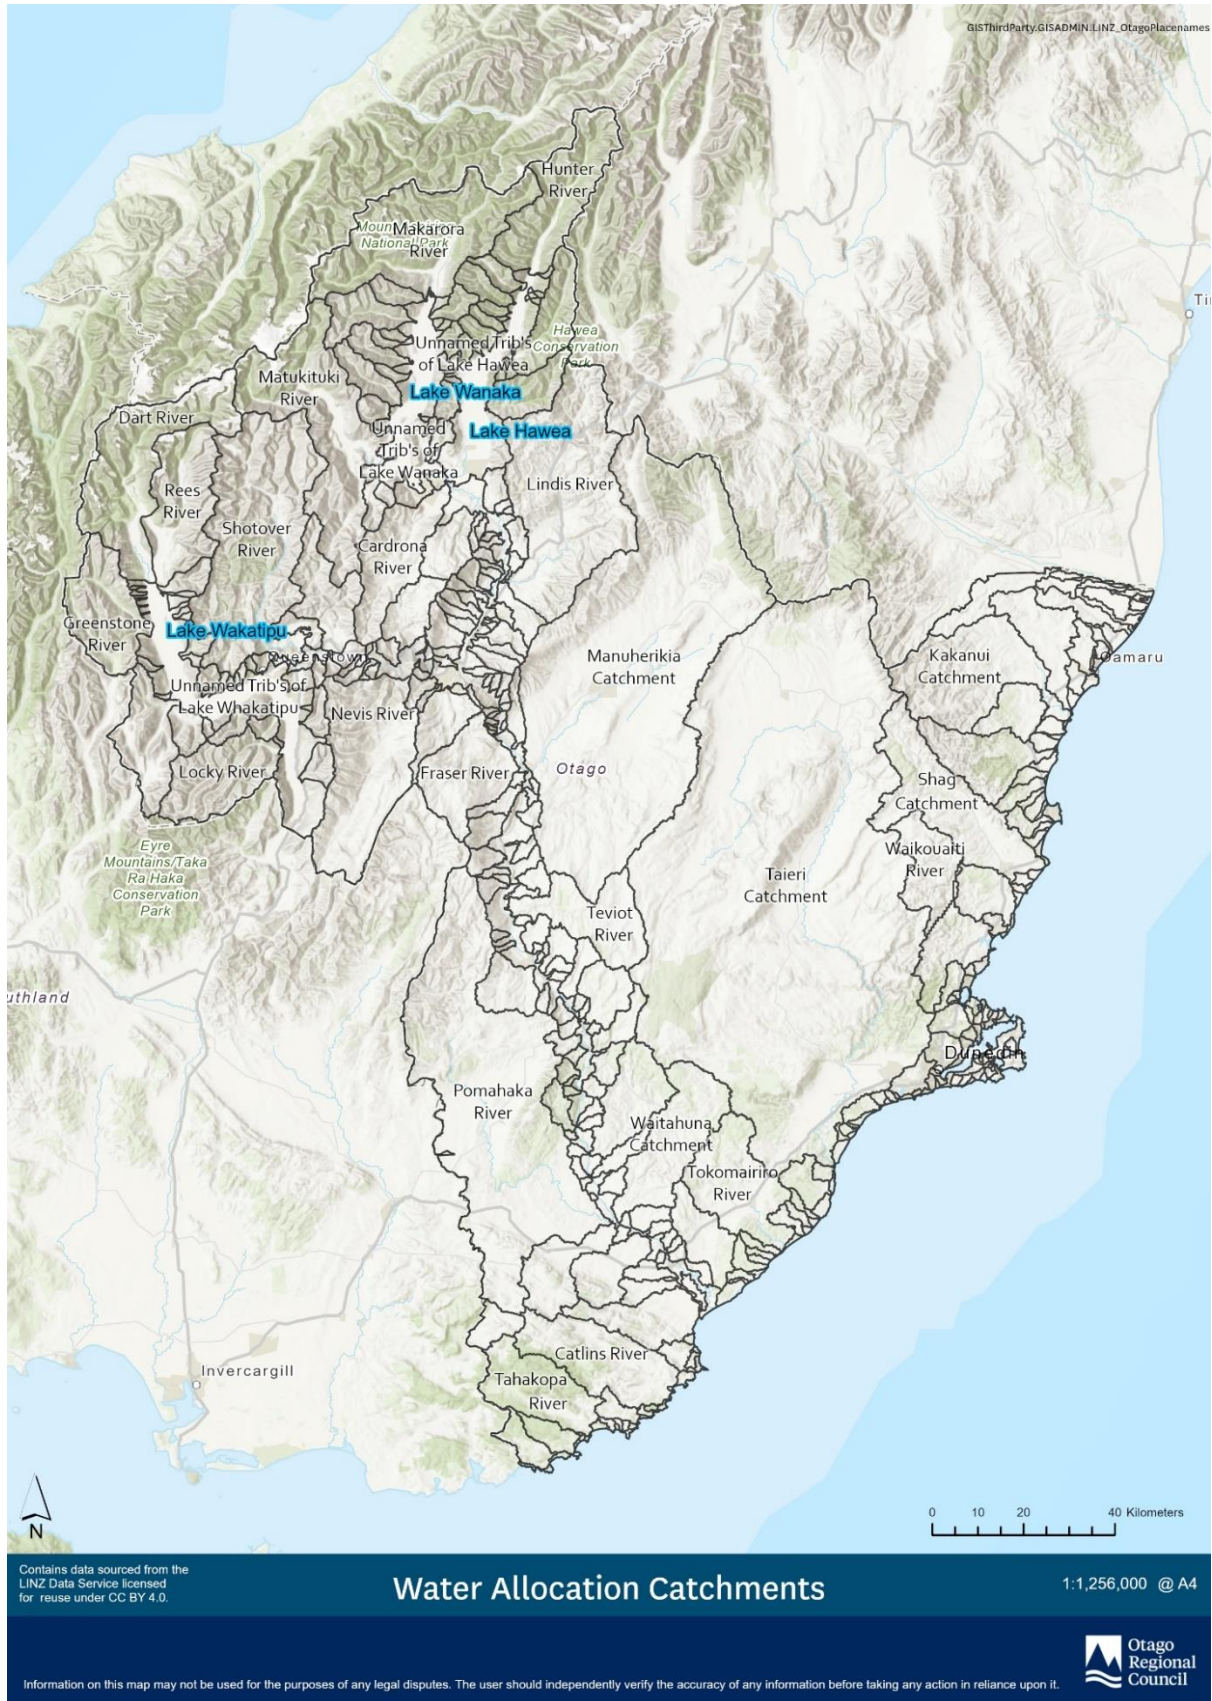 GISThirdParty.GISADMIN.LINZ_OtagoPlacenames
Hunter
River
Makarora
River
National Park
Hawea
Conservation
Park
Unnamed Trib's
of Lake Hawea
Matukituki
River
Lake Wanaka
Dart River
Unnamed
Trib's of
Lake Wanaka
Lake Hawea
Rees
River
Lindis River
Shotover
River
Cardrona
River
Greenstone
River
Lake Wakatipu
Queenstown
Manuherikia
Catchment
Kakanui
Catchment
Oamaru
Unnamed Trib's of
Lake Whakatipu
Nevis River
Locky River
Fraser River
Otago
Shag
Catchment
Eyre
Mountains/Taka
Ra Haka
Conservation
Park
Waikouaiti
River
Taieri
Catchment
Teviot
River
uthland
Dunedin
Pomahaka
River
Waitahuna
Catchment
Tokomairiro
River
Catlins River
Invercargill
Tahakopa
River
N
0 10 20 40 Kilometers
Contains data sourced from the
LINZ Data Service licensed
for reuse under CC BY 4.0.
Water Allocation Catchments
1:1,256,000 @ A4
Otago
Regional
Council
Information on this map may not be used for the purposes of any legal disputes. The user should independently verify the accuracy of any information before taking any action in reliance upon it.